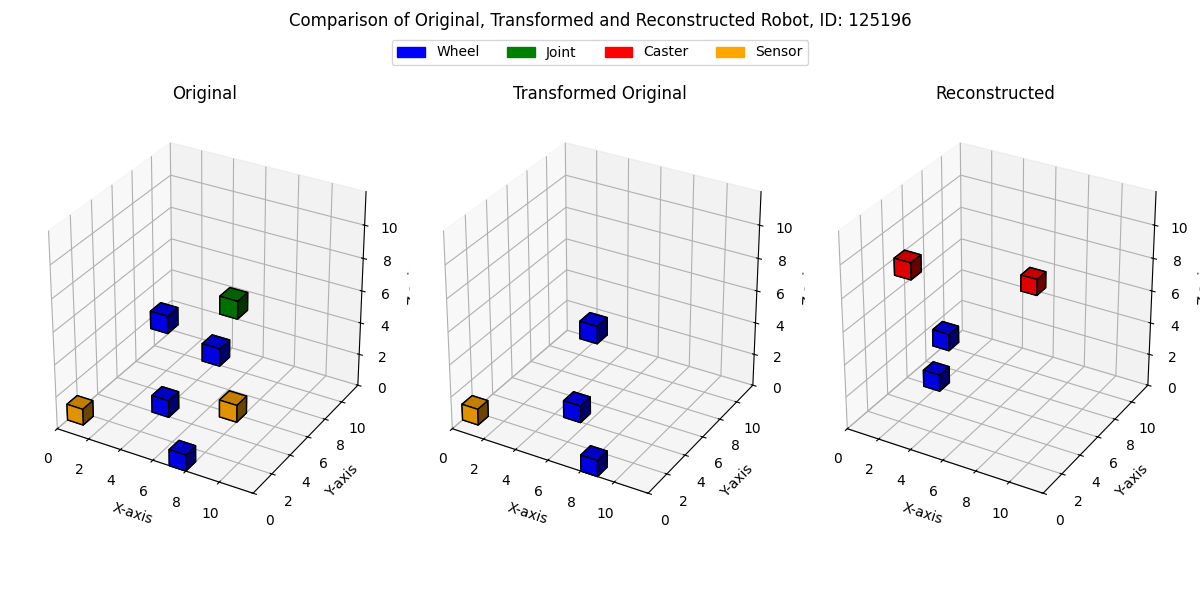 Comparison of Original, Transformed and Reconstructed Robot, ID: 125196
Wheel Joint Caster Sensor
Original Transformed Original Reconstructed
0 2 4 6 8 10
X-axis
0 2 4 6 8 10
Y-axis
0 2 4 6 8 10
0 2 4 6 8 10
X-axis
0 2 4 6 8 10
Y-axis
0 2 4 6 8 10
0 2 4 6 8 10
X-axis
0 2 4 6 8 10
Y-axis
0 2 4 6 8 10